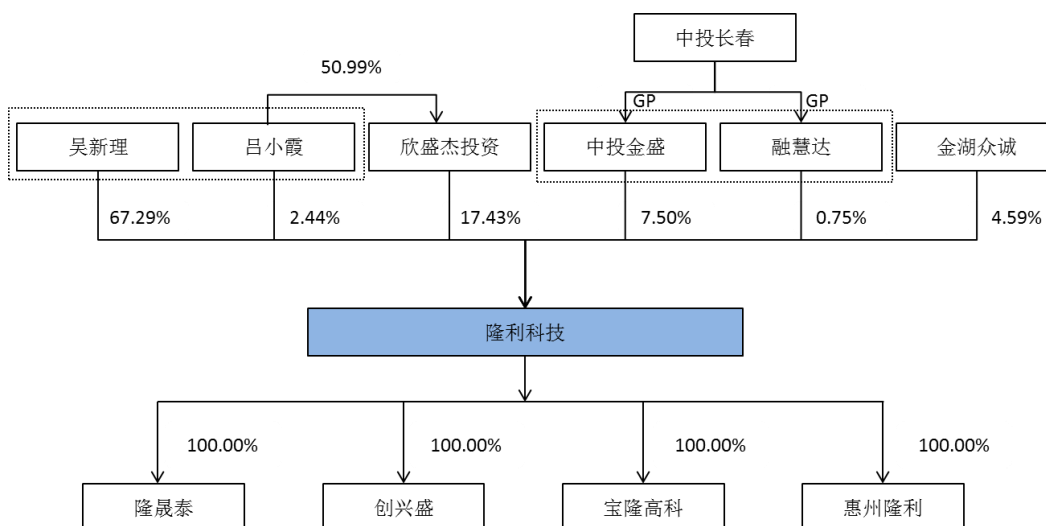 中投长春
50.99%
GP
GP
吴新理
吕小霞
欣盛杰投资
中投金盛
融慧达
金湖众诚
67.29%
2.44%
17.43%
7.50%
0.75%
4.59%
隆利科技
100.00%
100.00%
100.00%
100.00%
隆晟泰
创兴盛
宝隆高科
惠州隆利